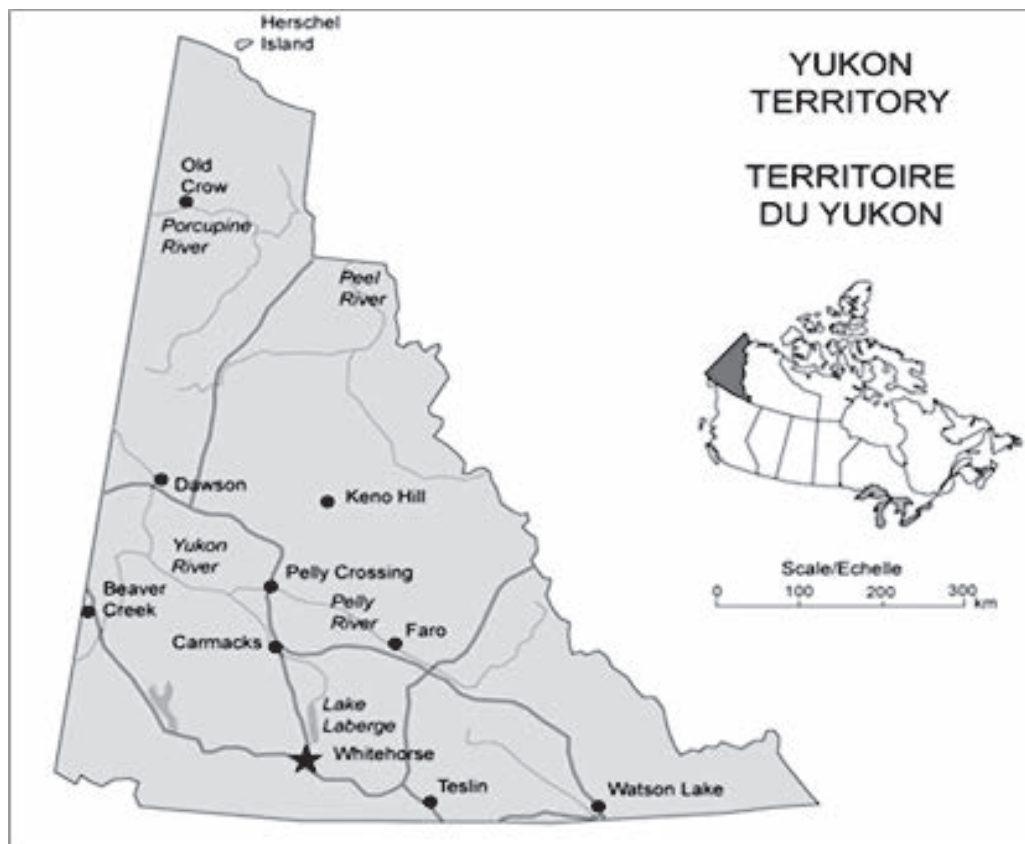 Herschel
Island
YUKON
TERRITORY
TERRITOIRE
DU YUKON
Old
Crow
Porcupine
River
Peel
River
Dawson
Keno Hill
Yukon
River
Pelly Crossing
Scale/Echelle
0 100 200 300
km
Beaver
Creek
Pelly
River
Faro
Carmacks
Lake
Laberge
Whitehorse
Teslin
Watson Lake